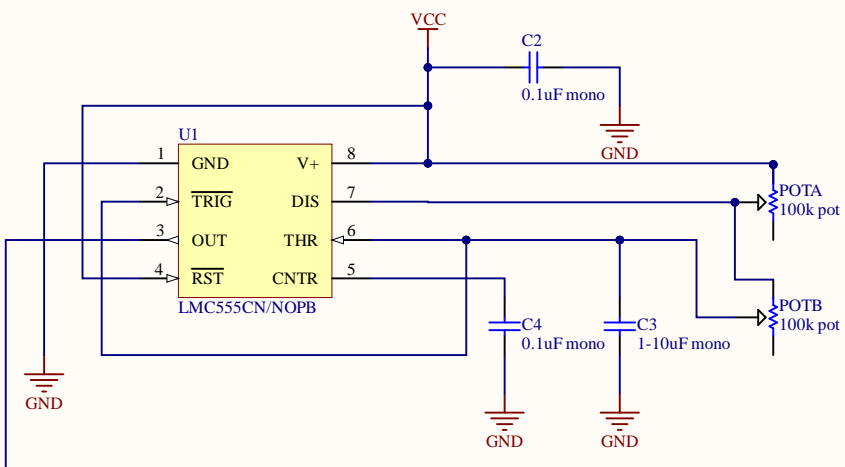 VCC
C2
0.1uF mono
GND
U1
1 GND V+ 8
2 TRIG DIS 7
3 OUT THR 6
4 RST CNTR 5
LMC555CN/NOPB
POTA
100k pot
POTB
100k pot
C4
0.1uF mono
C3
1-10uF mono
GND
GND
GND